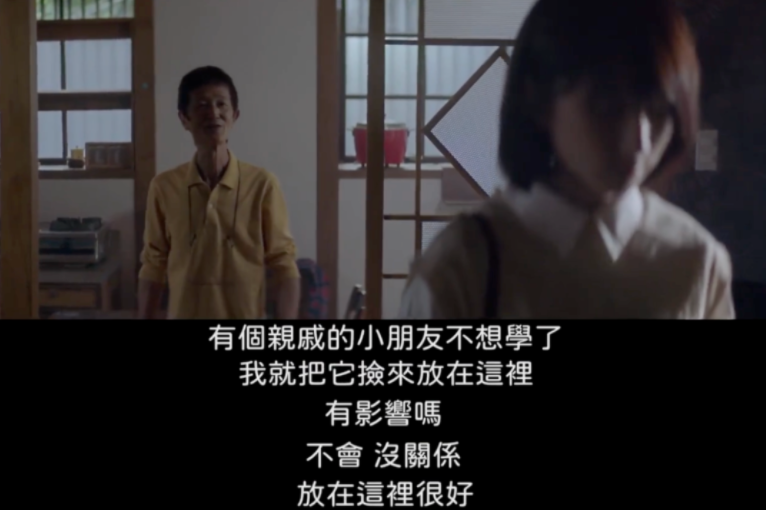 有個親戚的小朋友不想學了
我就把它撿來放在這裡
有影響嗎
不會 沒關係
放在這裡很好